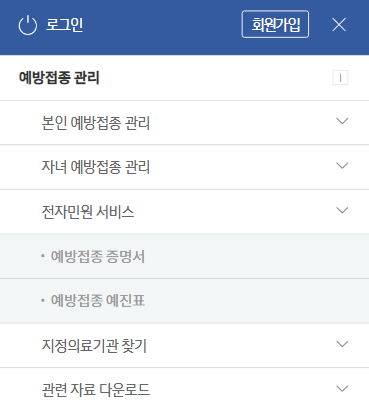 로그인
회원가입
예방접종 관리
본인 예방접종 관리
자녀 예방접종 관리
전자민원 서비스
• 예방접종 증명서
• 예방접종 예진표
지정의료기관 찾기
관련 자료 다운로드